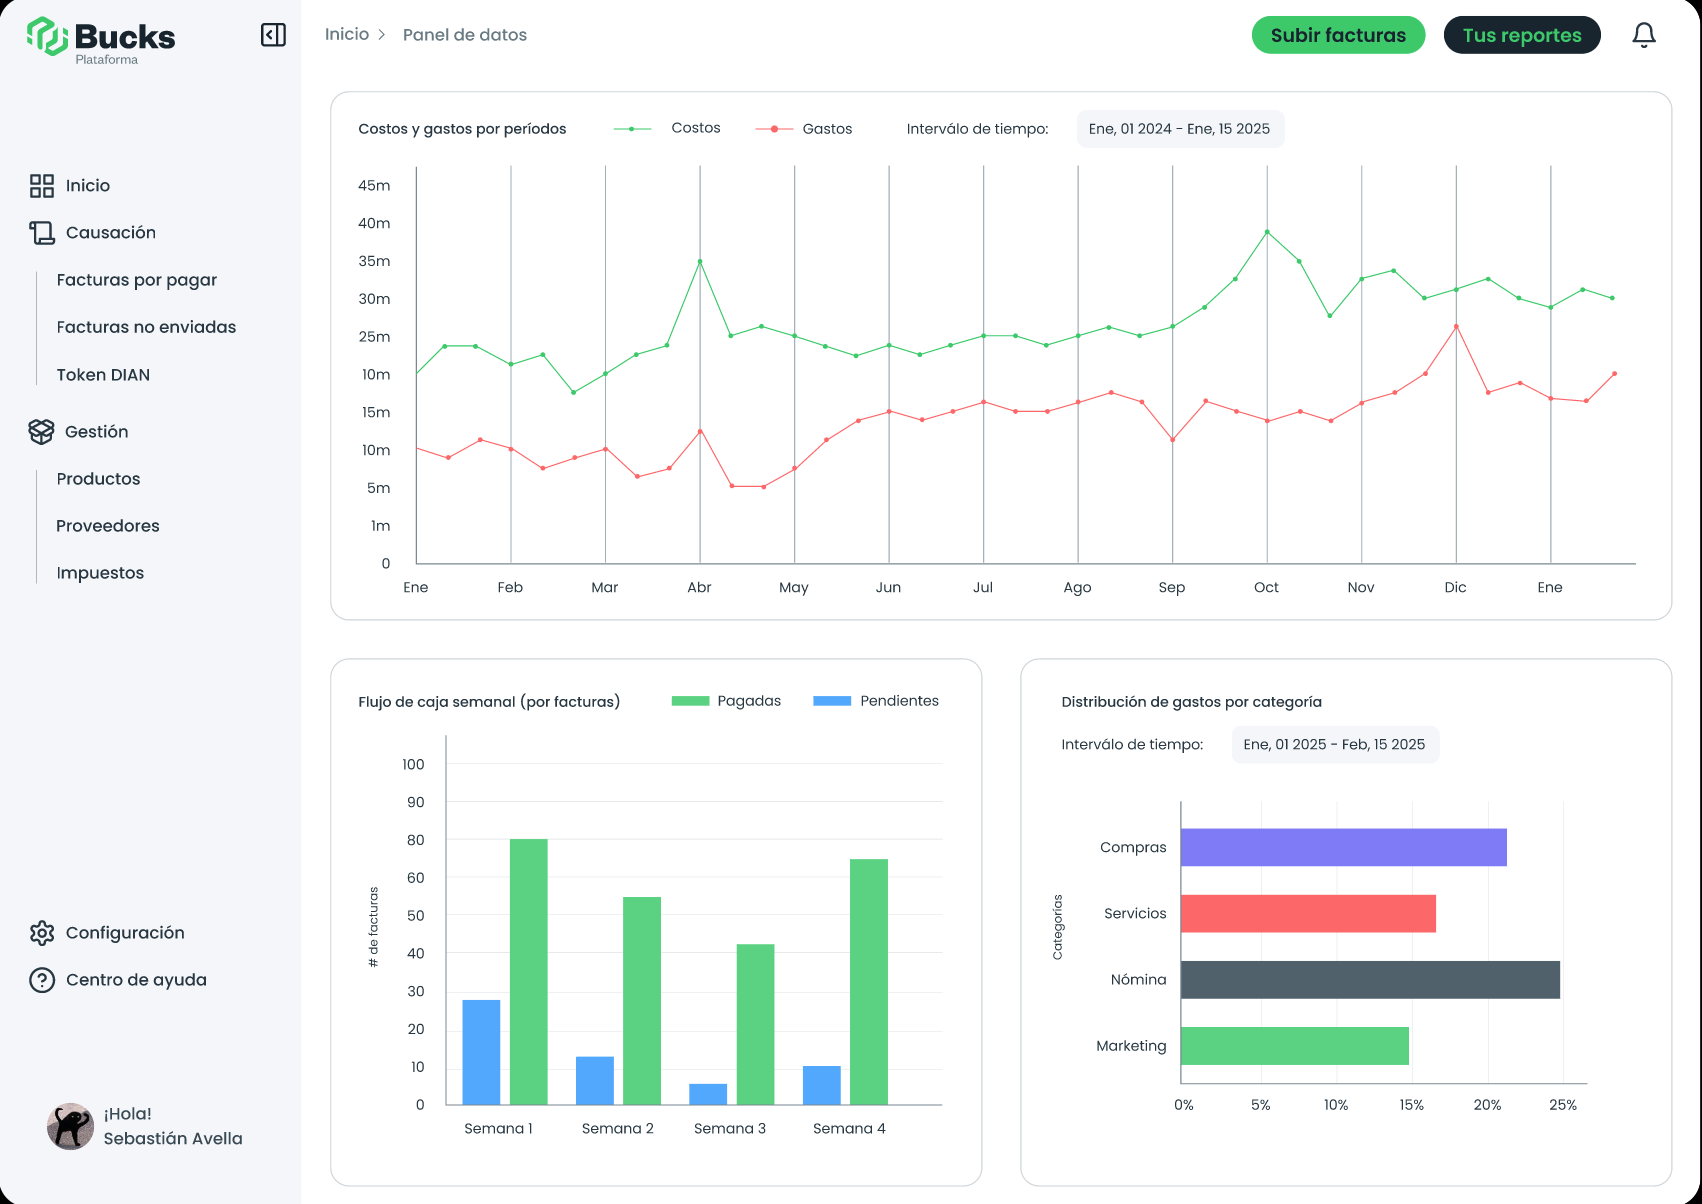 Bucks
Plataforma
Inicio
Causación
Facturas por pagar
Facturas no enviadas
Token DIAN
Gestión
Productos
Proveedores
Impuestos
Configuración
Centro de ayuda
¡Hola!
Sebastián Avella
Inicio > Panel de datos
Subir facturas
Tus reportes
Costos y gastos por períodos
Costos
Gastos
Interválo de tiempo:
Ene, 01 2024 - Ene, 15 2025
45m
40m
35m
30m
25m
10m
15m
10m
5m
1m
0
Ene Feb Mar Abr May Jun Jul Ago Sep Oct Nov Dic Ene
Flujo de caja semanal (por facturas)
Pagadas
Pendientes
# de facturas
100
90
80
60
50
40
30
20
10
0
Semana 1 Semana 2 Semana 3 Semana 4
Distribución de gastos por categoría
Interválo de tiempo:
Ene, 01 2025 - Feb, 15 2025
Categorías
Compras
Servicios
Nómina
Marketing
0% 5% 10% 15% 20% 25%